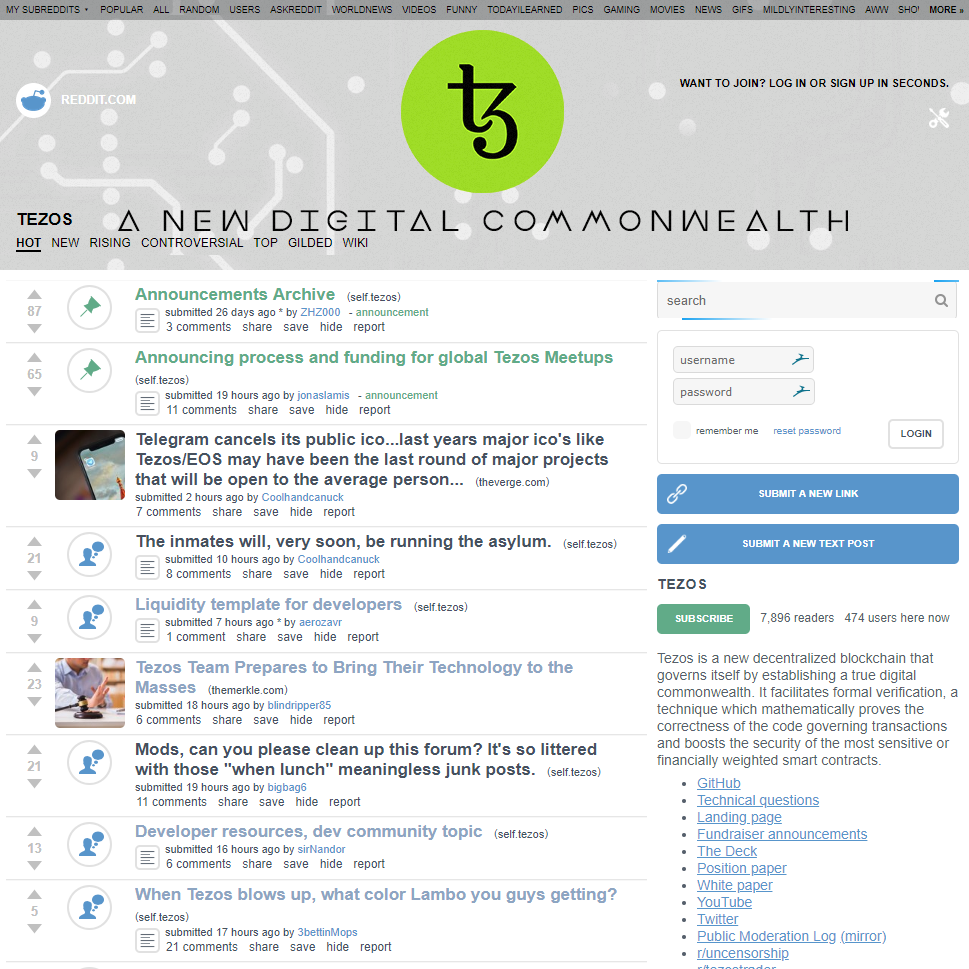 MY SUBREDDITS POPULAR ALL RANDOM USERS ASKREDDIT WORLDNEWS VIDEOS FUNNY TODAYILEARNED PICS GAMING MOVIES NEWS GIFS MILDLYINTERESTING AWW SHO MORE »
REDDIT.COM
WANT TO JOIN? LOG IN OR SIGN UP IN SECONDS.
TEZOS
A NEW DIGITAL COMMONWEALTH
HOT NEW RISING CONTROVERSIAL TOP GILDED WIKI
87
Announcements Archive (self.tezos)
submitted 26 days ago * by ZHZ000 - announcement
3 comments share save hide report
65
Announcing process and funding for global Tezos Meetups
(self.tezos)
submitted 19 hours ago by jonaslamis - announcement
11 comments share save hide report
9
Telegram cancels its public ico...last years major ico's like
Tezos/EOS may have been the last round of major projects
that will be open to the average person... (theverge.com)
submitted 2 hours ago by Coolhandcanuck
7 comments share save hide report
21
The inmates will, very soon, be running the asylum. (self.tezos)
submitted 10 hours ago by Coolhandcanuck
8 comments share save hide report
9
Liquidity template for developers (self.tezos)
submitted 7 hours ago * by aerozavr
1 comment share save hide report
23
Tezos Team Prepares to Bring Their Technology to the
Masses (themerkle.com)
submitted 18 hours ago by blindripper85
6 comments share save hide report
21
Mods, can you please clean up this forum? It's so littered
with those "when lunch" meaningless junk posts. (self.tezos)
submitted 19 hours ago by bigbag6
11 comments share save hide report
13
Developer resources, dev community topic (self.tezos)
submitted 16 hours ago by sirNandor
6 comments share save hide report
5
When Tezos blows up, what color Lambo you guys getting?
(self.tezos)
submitted 17 hours ago by 3bettinMops
21 comments share save hide report
search
username
password
remember me reset password LOGIN
SUBMIT A NEW LINK
SUBMIT A NEW TEXT POST
TEZOS
SUBSCRIBE 7,896 readers 474 users here now
Tezos is a new decentralized blockchain that
governs itself by establishing a true digital
commonwealth. It facilitates formal verification, a
technique which mathematically proves the
correctness of the code governing transactions
and boosts the security of the most sensitive or
financially weighted smart contracts.
GitHub
Technical questions
Landing page
Fundraiser announcements
The Deck
Position paper
White paper
YouTube
Twitter
Public Moderation Log (mirror)
r/uncensorship
r/tezostrader